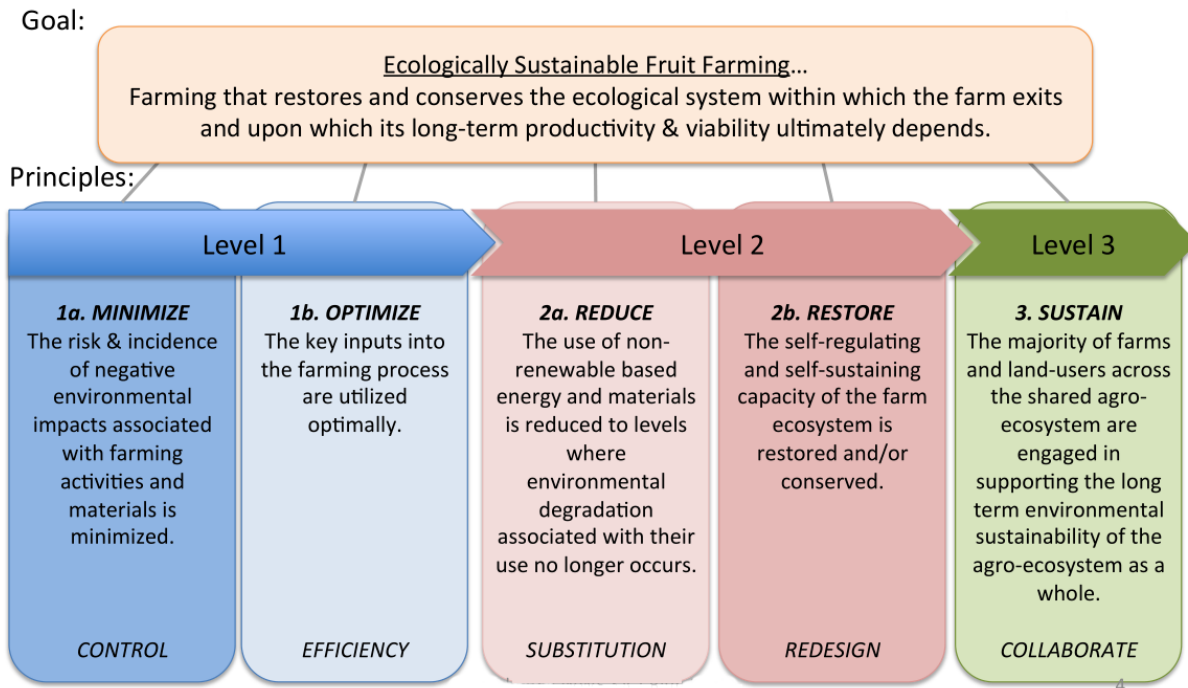 Goal:
Ecologically Sustainable Fruit Farming...
Farming that restores and conserves the ecological system within which the farm exits
and upon which its long-term productivity & viability ultimately depends.
Principles:
Level 1
Level 2
Level 3
1a. MINIMIZE
The risk & incidence
of negative
environmental
impacts associated
with farming
activities and
materials is
minimized.
CONTROL
1b. OPTIMIZE
The key inputs into
the farming process
are utilized
optimally.
EFFICIENCY
2a. REDUCE
The use of non-
renewable based
energy and materials
is reduced to levels
where
environmental
degradation
associated with their
use no longer occurs.
SUBSTITUTION
2b. RESTORE
The self-regulating
and self-sustaining
capacity of the farm
ecosystem is
restored and/or
conserved.
REDESIGN
3. SUSTAIN
The majority of farms
and land-users across
the shared agro-
ecosystem are
engaged in
supporting the long
term environmental
sustainability of the
agro-ecosystem as a
whole.
COLLABORATE
4